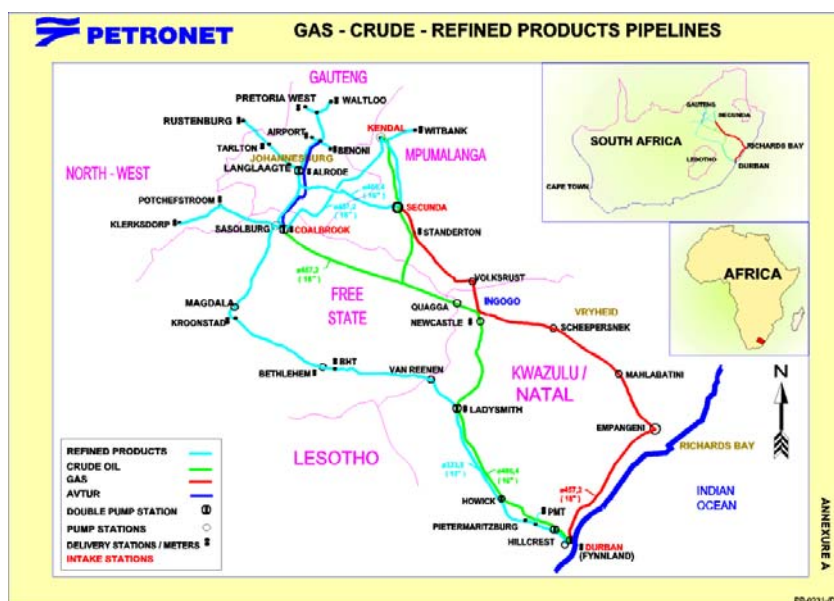 PETRONET
GAS - CRUDE - REFINED PRODUCTS PIPELINES
GAUTENG
PRETORIA WEST
WALTLOO
RUSTENBURG
AIRPORT
KENDAL
WITBANK
TARLTON
BENONI
JOHANNESBURG
MPUMALANGA
LANGLAAGTE
ALRODE
NORTH - WEST
POTCHEFSTROOM
SECUNDA
KLERKSDORP
SASOLBURG
COALBROOK
STANDERTON
( 18" )
VOLKSRUST
FREE
STATE
QUAGGA
INGOGO
MAGDALA
NEWCASTLE
VRYHEID
KROONSTAD
SCHEEPERSNEK
BHT
BETHLEHEM
VAN REENEN
KWAZULU /
NATAL
MAHLABATINI
LADYSMITH
EMPANGENI
RICHARDS BAY
LESOTHO
( 18" )
HOWICK
PMT
PIETERMARITZBURG
HILLCREST
DURBAN
(FYNNLAND)
INDIAN
OCEAN
GAUTENG
SECUNDA
SOUTH AFRICA
RICHARDS BAY
LESOTHO
DURBAN
CAPE TOWN
AFRICA
N
REFINED PRODUCTS
CRUDE OIL
GAS
AVTUR
DOUBLE PUMP STATION
PUMP STATIONS
DELIVERY STATIONS / METERS
INTAKE STATIONS
ANNEXURE A